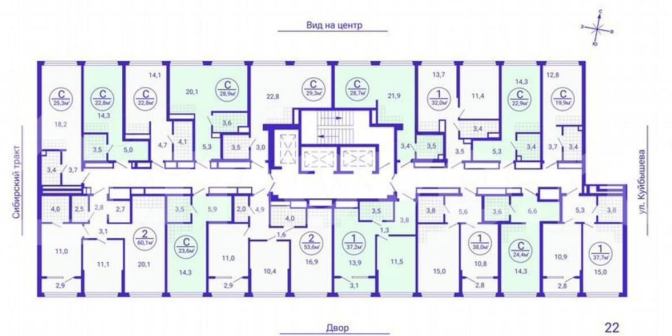 Вид на центр
С
С
Ю
14,1
20,1
22,8
21,9
13,7
11,4
14,3
12,8
С
25,3м²
С
22,8м²
14,3
С
22,8м²
С
28,9м²
С
29,3м²
С
28,7м²
1
32,0м²
С
22,9м²
С
19,9м²
18,2
3,6
3,5
5,0
4,7
4,1
5,3
3,5
3,0
3,4
3,5
3,5
3,4
5,3
3,4
3,7
3,4
3,4
3,7
Сибирский тракт
ул. Куйбышева
4,0
2,5
2,8
2,7
3,5
5,9
2,0
4,9
4,0
3,5
3,8
3,8
5,6
3,6
6,6
5,3
3,8
3,1
1,6
1,3
2
60,1м²
С
23,6м²
2
53,6м²
1
37,2м²
1
38,0м²
С
24,4м²
1
37,7м²
11,0
11,1
20,1
14,3
11,0
10,4
16,9
13,9
11,5
15,0
10,8
14,3
10,9
15,0
2,9
2,9
3,1
2,8
2,8
Двор
22